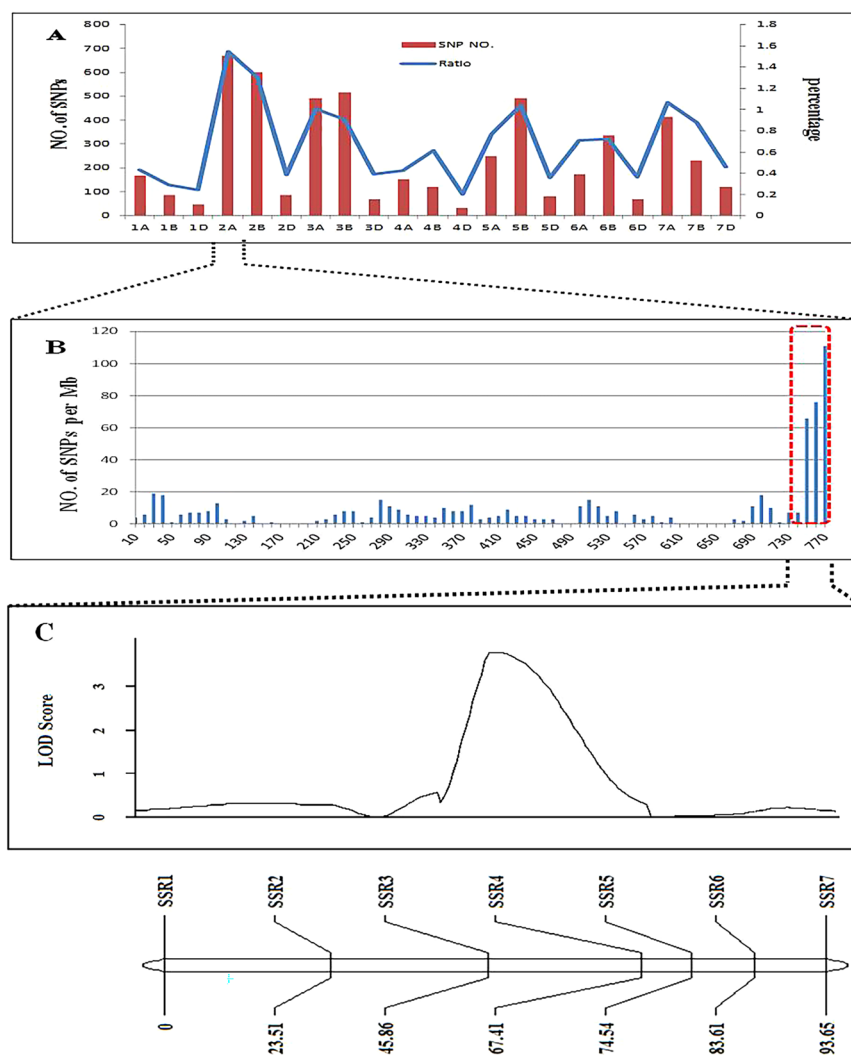 A
NO. of SNPs
800
700
600
500
400
300
200
100
0
SNP NO.
Ratio
1.8
1.6
1.4
1.2
1
0.8
0.6
0.4
0.2
0
percentage
1A 1B 1D 2A 2B 2D 3A 3B 3D 4A 4B 4D 5A 5B 5D 6A 6B 6D 7A 7B 7D
B
NO. of SNPs per Mb
120
100
80
60
40
20
0
10 50 90 130 170 210 250 290 330 370 410 450 490 530 570 610 650 690 730 770
C
LOD Score
3
2
1
0
SSR1 SSR2 SSR3 SSR4 SSR5 SSR6 SSR7
0 23.51 45.86 67.41 74.54 83.61 93.65